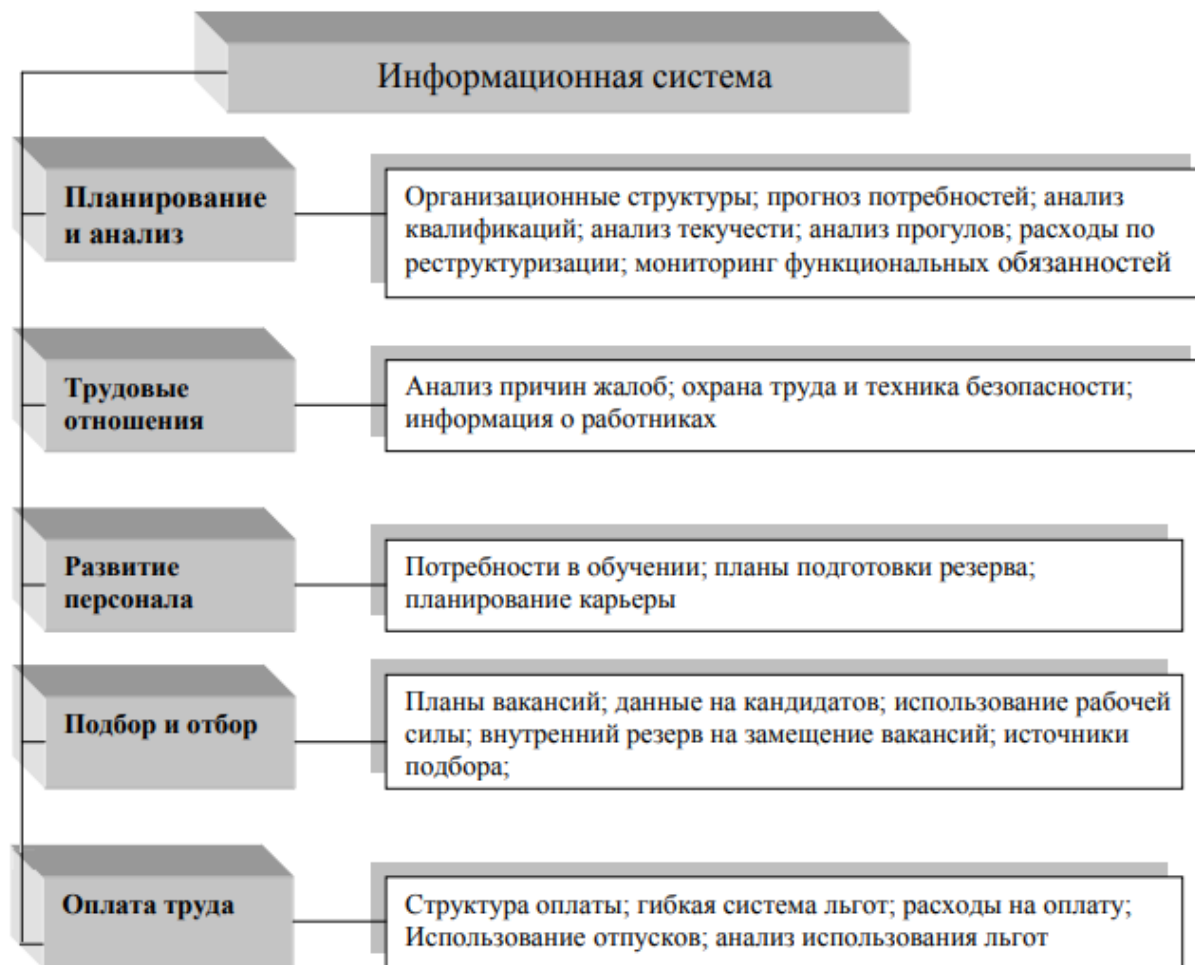 Информационная система
Планирование
и анализ
Организационные структуры; прогноз потребностей; анализ
квалификаций; анализ текучести; анализ прогулов; расходы по
реструктуризации; мониторинг функциональных обязанностей
Трудовые
отношения
Анализ причин жалоб; охрана труда и техника безопасности;
информация о работниках
Развитие
персонала
Потребности в обучении; планы подготовки резерва;
планирование карьеры
Подбор и отбор
Планы вакансий; данные на кандидатов; использование рабочей
силы; внутренний резерв на замещение вакансий; источники
подбора;
Оплата труда
Структура оплаты; гибкая система льгот; расходы на оплату;
Использование отпусков; анализ использования льгот